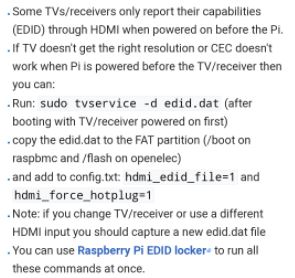 . Some TVs/receivers only report their capabilities
(EDID) through HDMI when powered on before the Pi.
. If TV doesn't get the right resolution or CEC doesn't
work when Pi is powered before the TV/receiver then
you can:
. Run: sudo tvservice -d edid.dat (after
booting with TV/receiver powered on first)
. copy the edid.dat to the FAT partition (/boot on
raspbmc and /flash on openelec)
. and add to config.txt: hdmi_edid_file=1 and
hdmi_force_hotplug=1
. Note: if you change TV/receiver or use a different
HDMI input you should capture a new edid.dat file
. You can use Raspberry Pi EDID locker to run all
these commands at once.